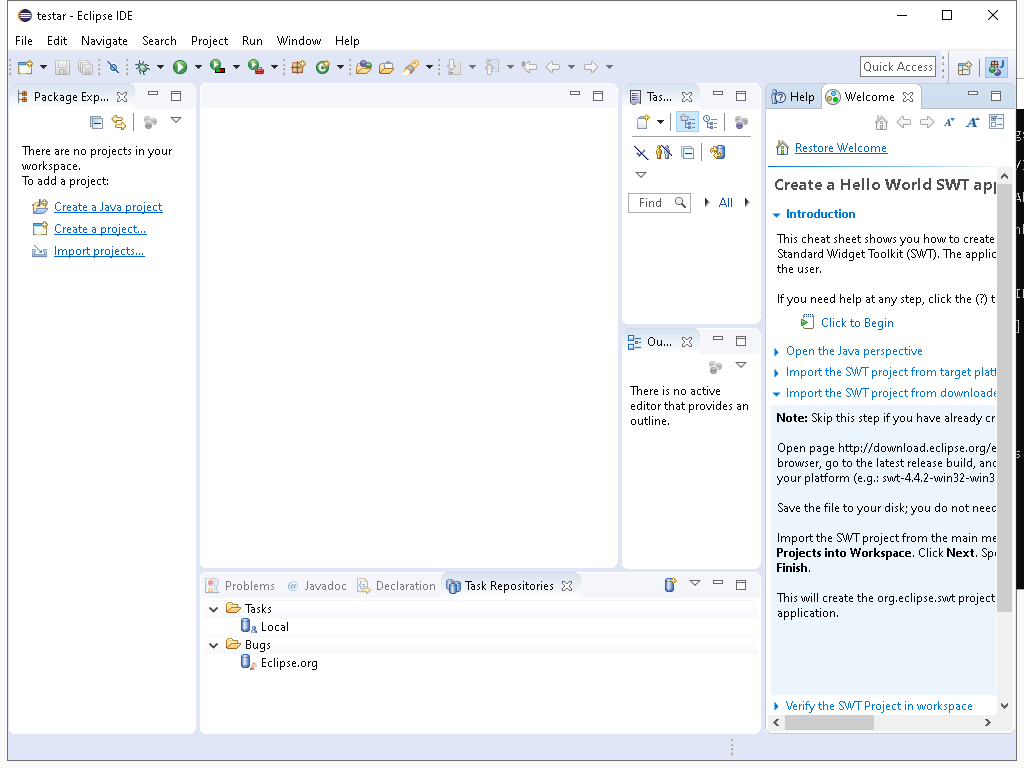 testar - Eclipse IDE
File Edit Navigate Search Project Run Window Help
Quick Access
Package Exp...
There are no projects in your
workspace.
To add a project:
Create a Java project
Create a project...
Import projects...
Tas...
Find
All
Ou...
There is no active
editor that provides an
outline.
Problems @ Javadoc Declaration Task Repositories
Tasks
Local
Bugs
Eclipse.org
Help Welcome
Restore Welcome
Create a Hello World SWT app
Introduction
This cheat sheet shows you how to create
Standard Widget Toolkit (SWT). The applic
the user.
If you need help at any step, click the (?) t
Click to Begin
Open the Java perspective
Import the SWT project from target platf
Import the SWT project from downloade
Note: Skip this step if you have already cr
Open page http://download.eclipse.org/e
browser, go to the latest release build, and
your platform (e.g.: swt-4.4.2-win32-win3
Save the file to your disk; you do not need
Import the SWT project from the main me
Projects into Workspace. Click Next. Spe
Finish.
This will create the org.eclipse.swt project
application.
Verify the SWT Project in workspace